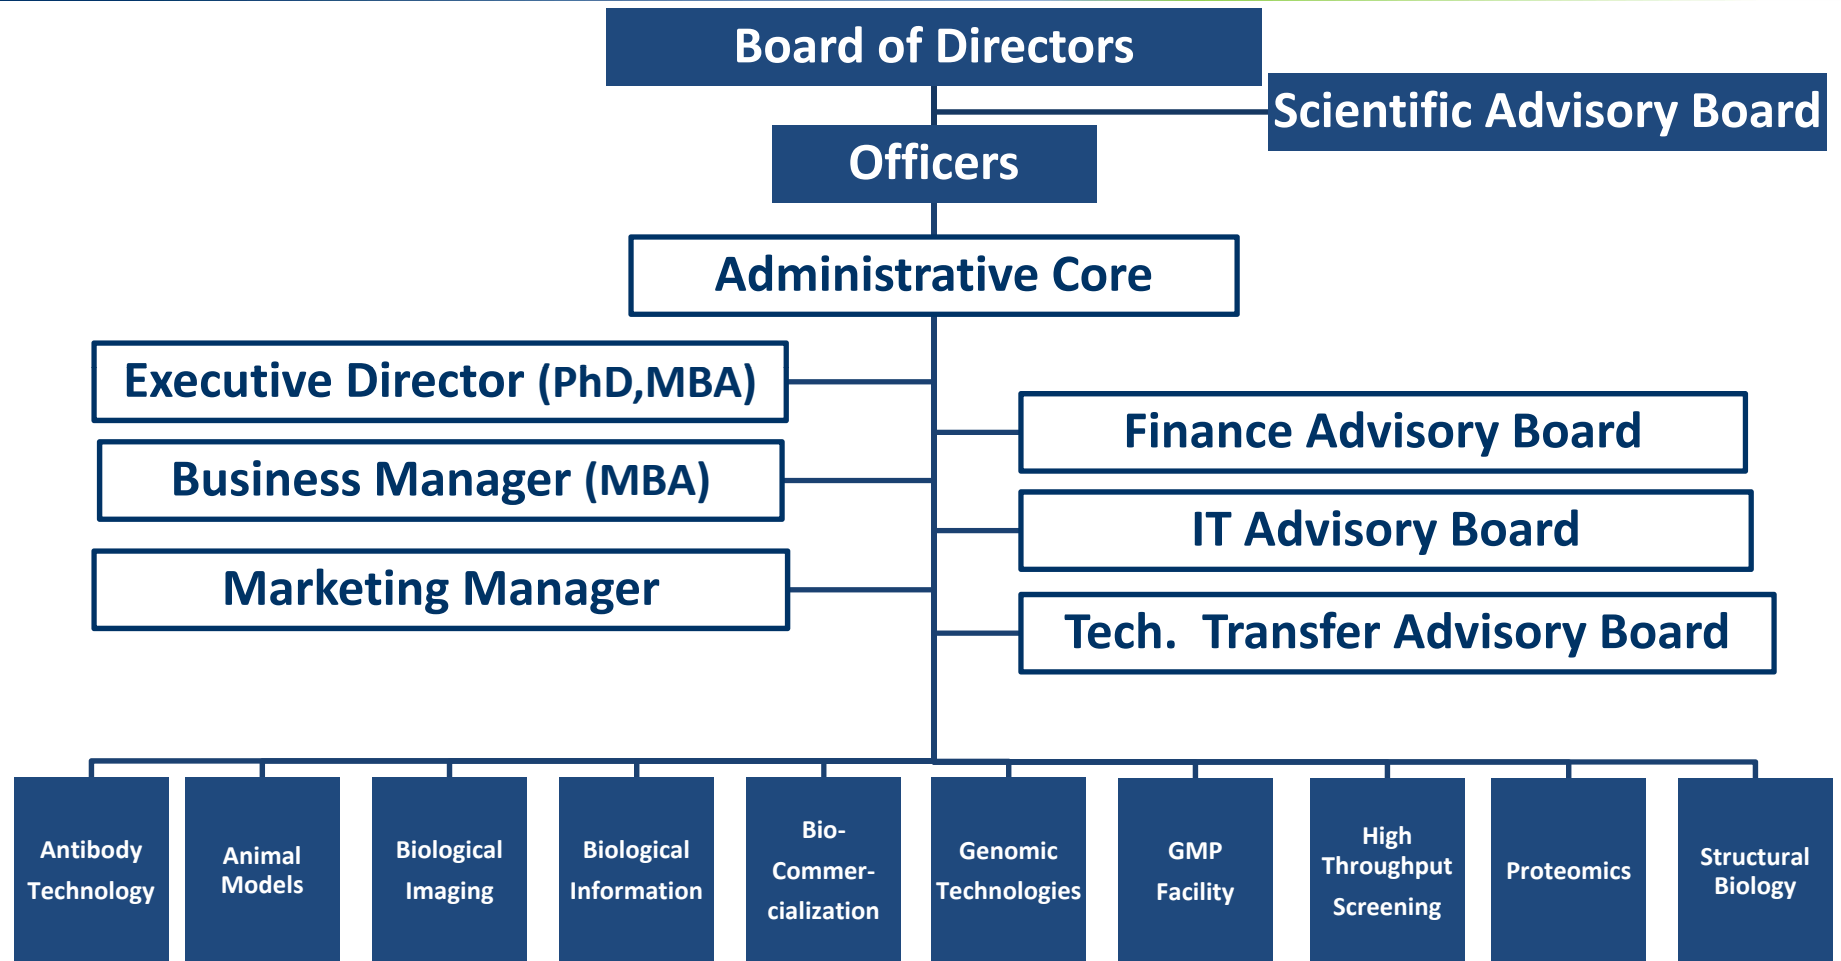 Board of Directors
Scientific Advisory Board
Officers
Administrative Core
Executive Director (PhD,MBA)
Finance Advisory Board
Business Manager (MBA)
IT Advisory Board
Marketing Manager
Tech.  Transfer Advisory Board
Antibody
Technology
Animal
Models
Biological
Imaging
Biological
Information
Bio-
Commer-
cialization
Genomic
Technologies
GMP
Facility
High
Throughput
Screening
Proteomics
Structural
Biology